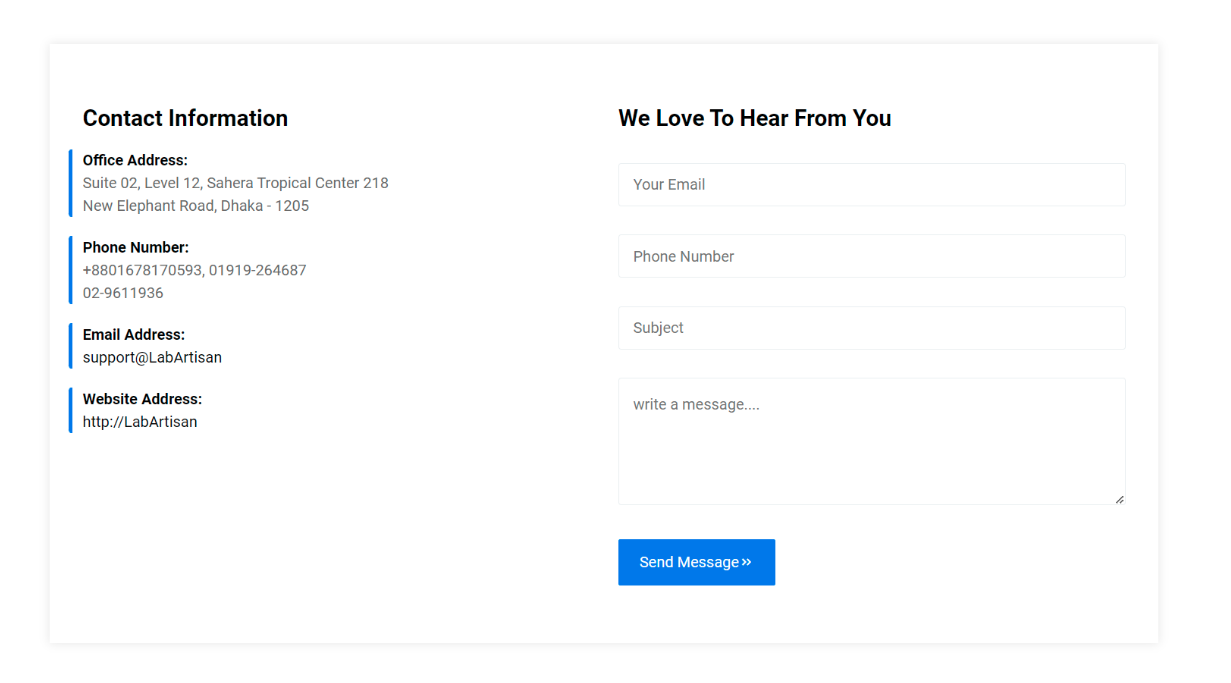 Contact Information
Office Address:
Suite 02, Level 12, Sahera Tropical Center 218
New Elephant Road, Dhaka - 1205
Phone Number:
+8801678170593, 01919-264687
02-9611936
Email Address:
support@LabArtisan
Website Address:
http://LabArtisan
We Love To Hear From You
Your Email
Phone Number
Subject
write a message....
Send Message»